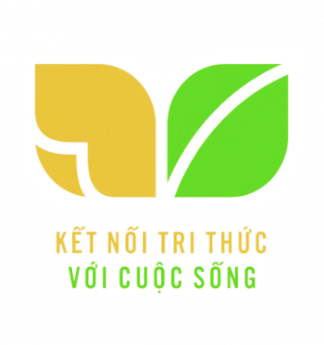 KẾT NỐI TRI THỨC
VỚI CUỘC SỐNG